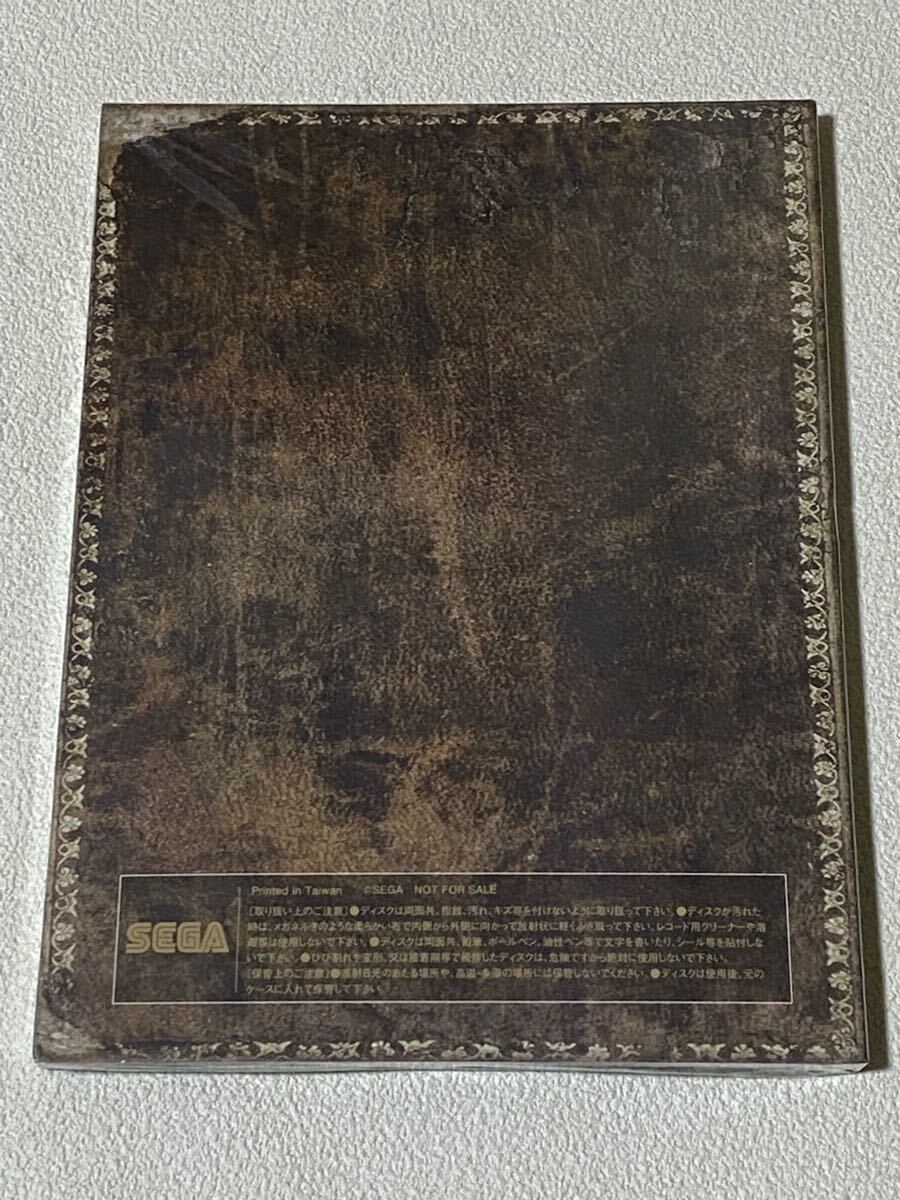 Printed in Taiwan ©SEGA NOT FOR SALE
SEGA
［取り扱い上のご注意］●ディスクは両面共、指紋、汚れ、キズ等を付けないように取り扱って下さい。●ディスクが汚れた
時は、メガネふきのような柔らかい布で内側から外側に向かって放射状に軽くふき取って下さい。レコード用クリーナーや溶
剤等は使用しないで下さい。●ディスクは両面共、鉛筆、ボールペン、油性ペン等で文字を書いたり、シール等を貼付しな
いで下さい。●ひび割れや変形、又は接着剤等で補修したディスクは、危険ですから絶対に使用しないで下さい。
［保管上のご注意］●直射日光のあたる場所や、高温・多湿の場所には保管しないでください。●ディスクは使用後、元の
ケースに入れて保管して下さい。